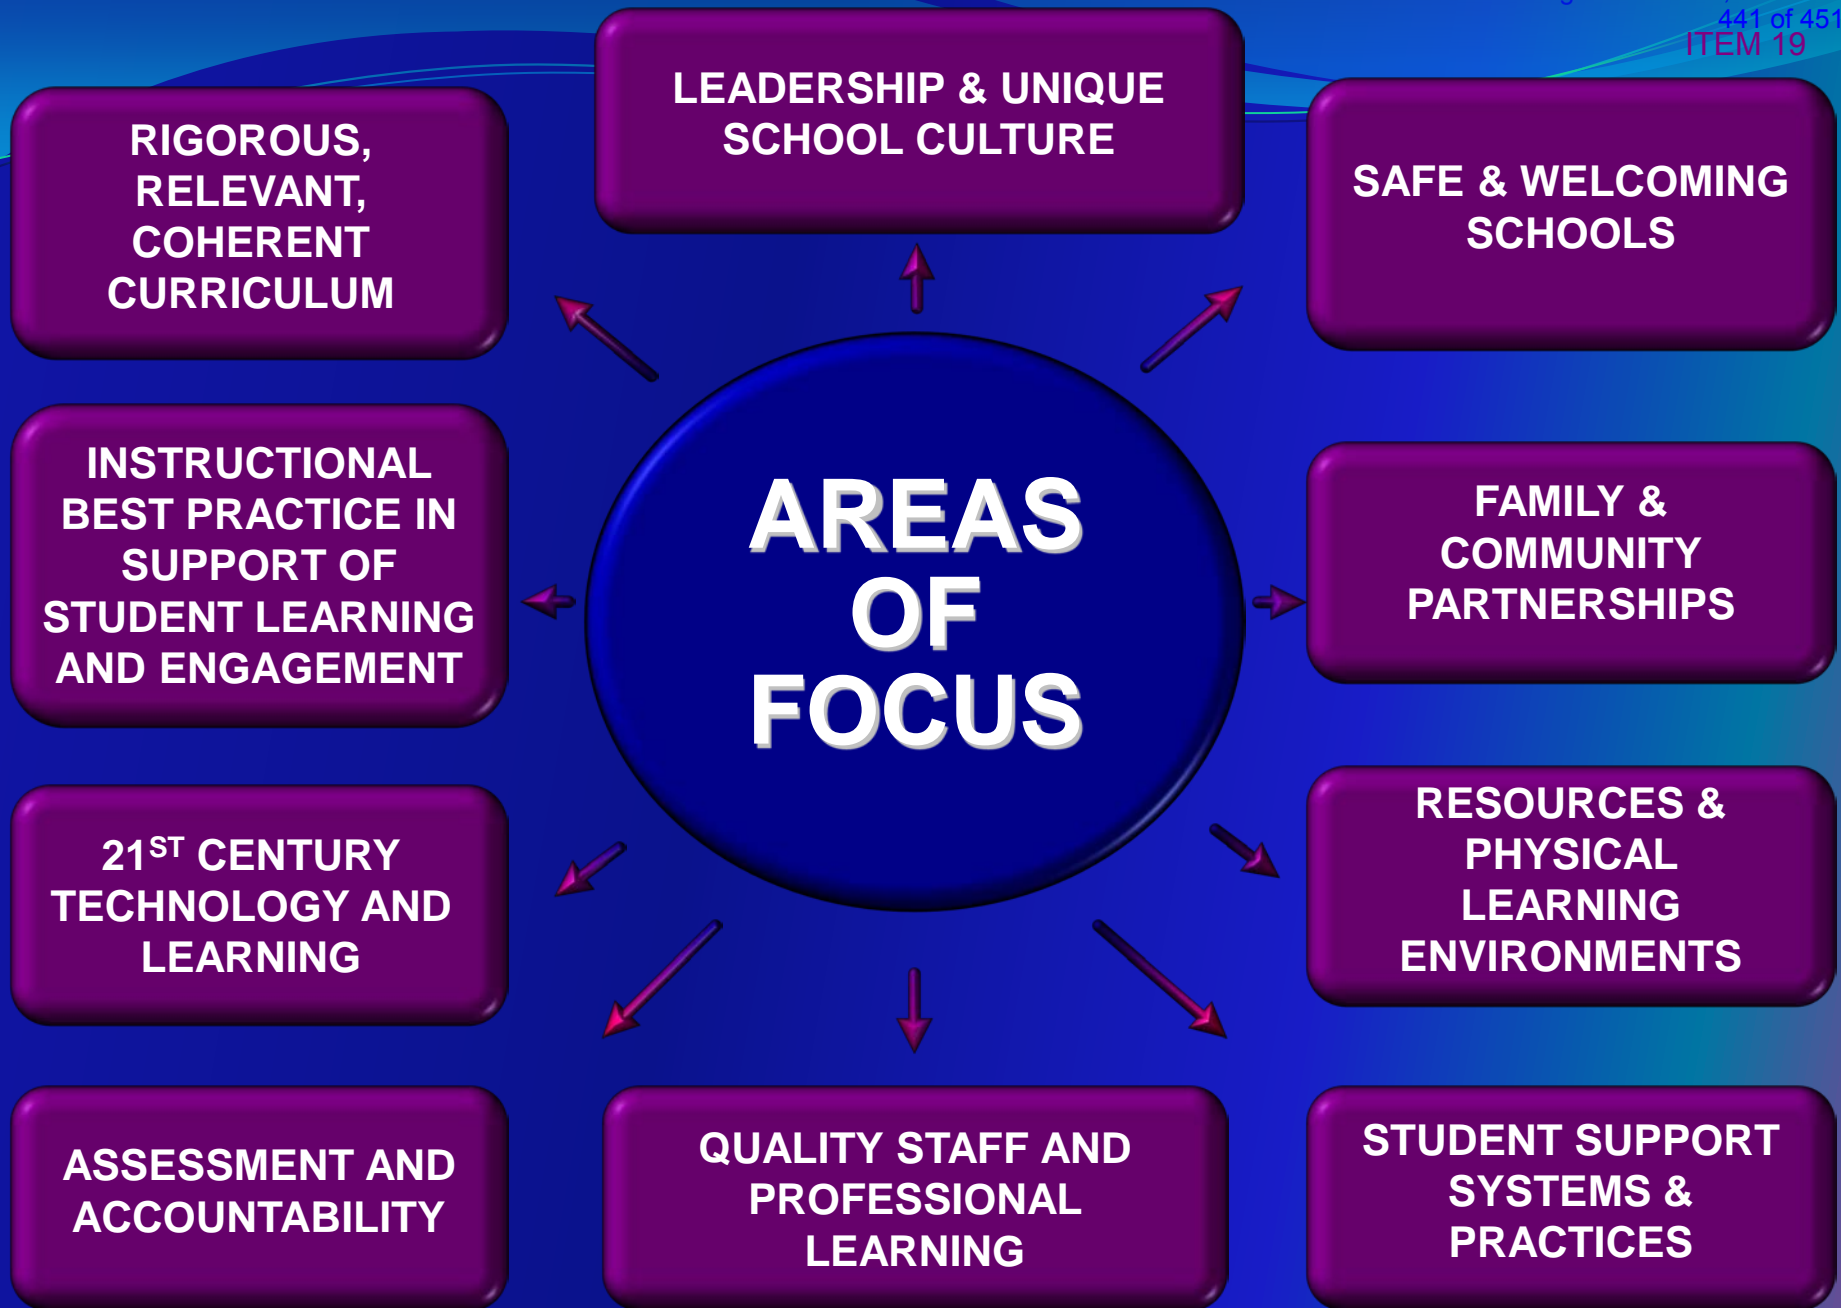 441 of 451
ITEM 19
LEADERSHIP & UNIQUE
SCHOOL CULTURE
RIGOROUS,
RELEVANT,
COHERENT
CURRICULUM
SAFE & WELCOMING
SCHOOLS
INSTRUCTIONAL
BEST PRACTICE IN
SUPPORT OF
STUDENT LEARNING
AND ENGAGEMENT
AREAS
OF
FOCUS
FAMILY &
COMMUNITY
PARTNERSHIPS
21ST CENTURY
TECHNOLOGY AND
LEARNING
RESOURCES &
PHYSICAL
LEARNING
ENVIRONMENTS
ASSESSMENT AND
ACCOUNTABILITY
QUALITY STAFF AND
PROFESSIONAL
LEARNING
STUDENT SUPPORT
SYSTEMS &
PRACTICES